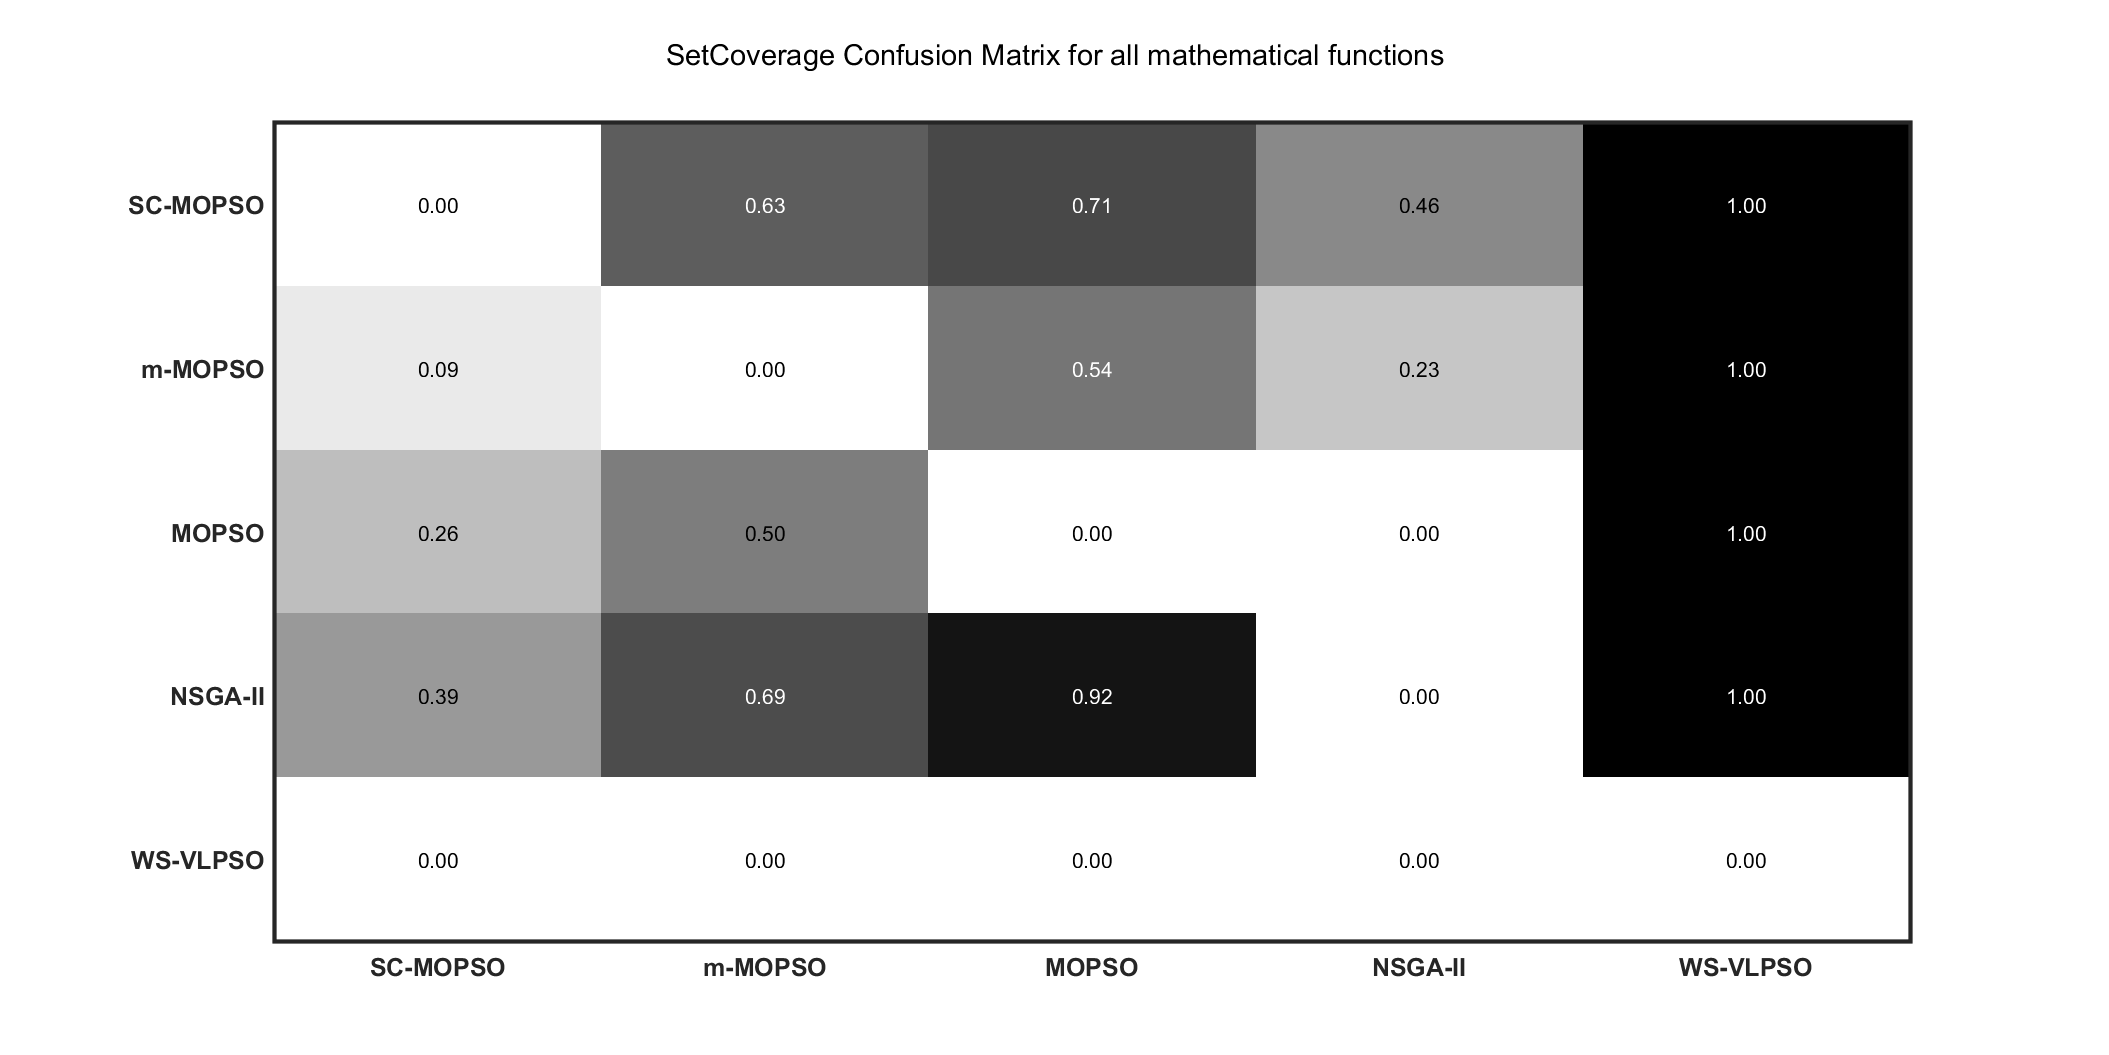 SetCoverage Confusion Matrix for all mathematical functions
SC-MOPSO 0.00 0.63 0.71 0.46 1.00
m-MOPSO 0.09 0.00 0.54 0.23 1.00
MOPSO 0.26 0.50 0.00 0.00 1.00
NSGA-II 0.39 0.69 0.92 0.00 1.00
WS-VLPSO 0.00 0.00 0.00 0.00 0.00
SC-MOPSO m-MOPSO MOPSO NSGA-II WS-VLPSO